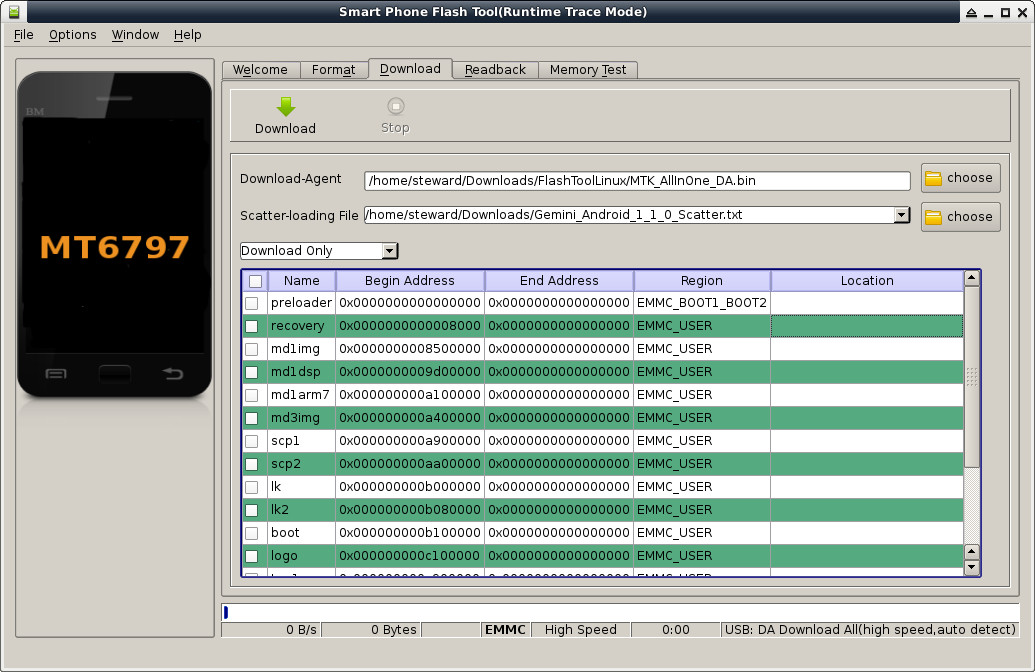 Smart Phone Flash Tool(Runtime Trace Mode)
File Options Window Help
Welcome Format Download Readback Memory Test
BM
MT6797
Download Stop
Download-Agent /home/steward/Downloads/FlashToolLinux/MTK_AllInOne_DA.bin choose
Scatter-loading File /home/steward/Downloads/Gemini_Android_1_1_0_Scatter.txt choose
Download Only
Name Begin Address End Address Region Location
preloader 0x0000000000000000 0x0000000000000000 EMMC_BOOT1_BOOT2
recovery 0x0000000000008000 0x0000000000000000 EMMC_USER
md1img 0x0000000008500000 0x0000000000000000 EMMC_USER
md1dsp 0x0000000009d00000 0x0000000000000000 EMMC_USER
md1arm7 0x000000000a100000 0x0000000000000000 EMMC_USER
md3img 0x000000000a400000 0x0000000000000000 EMMC_USER
scp1 0x000000000a900000 0x0000000000000000 EMMC_USER
scp2 0x000000000aa00000 0x0000000000000000 EMMC_USER
lk 0x000000000b000000 0x0000000000000000 EMMC_USER
lk2 0x000000000b080000 0x0000000000000000 EMMC_USER
boot 0x000000000b100000 0x0000000000000000 EMMC_USER
logo 0x000000000c100000 0x0000000000000000 EMMC_USER
0 B/s 0 Bytes EMMC High Speed 0:00 USB: DA Download All(high speed,auto detect)